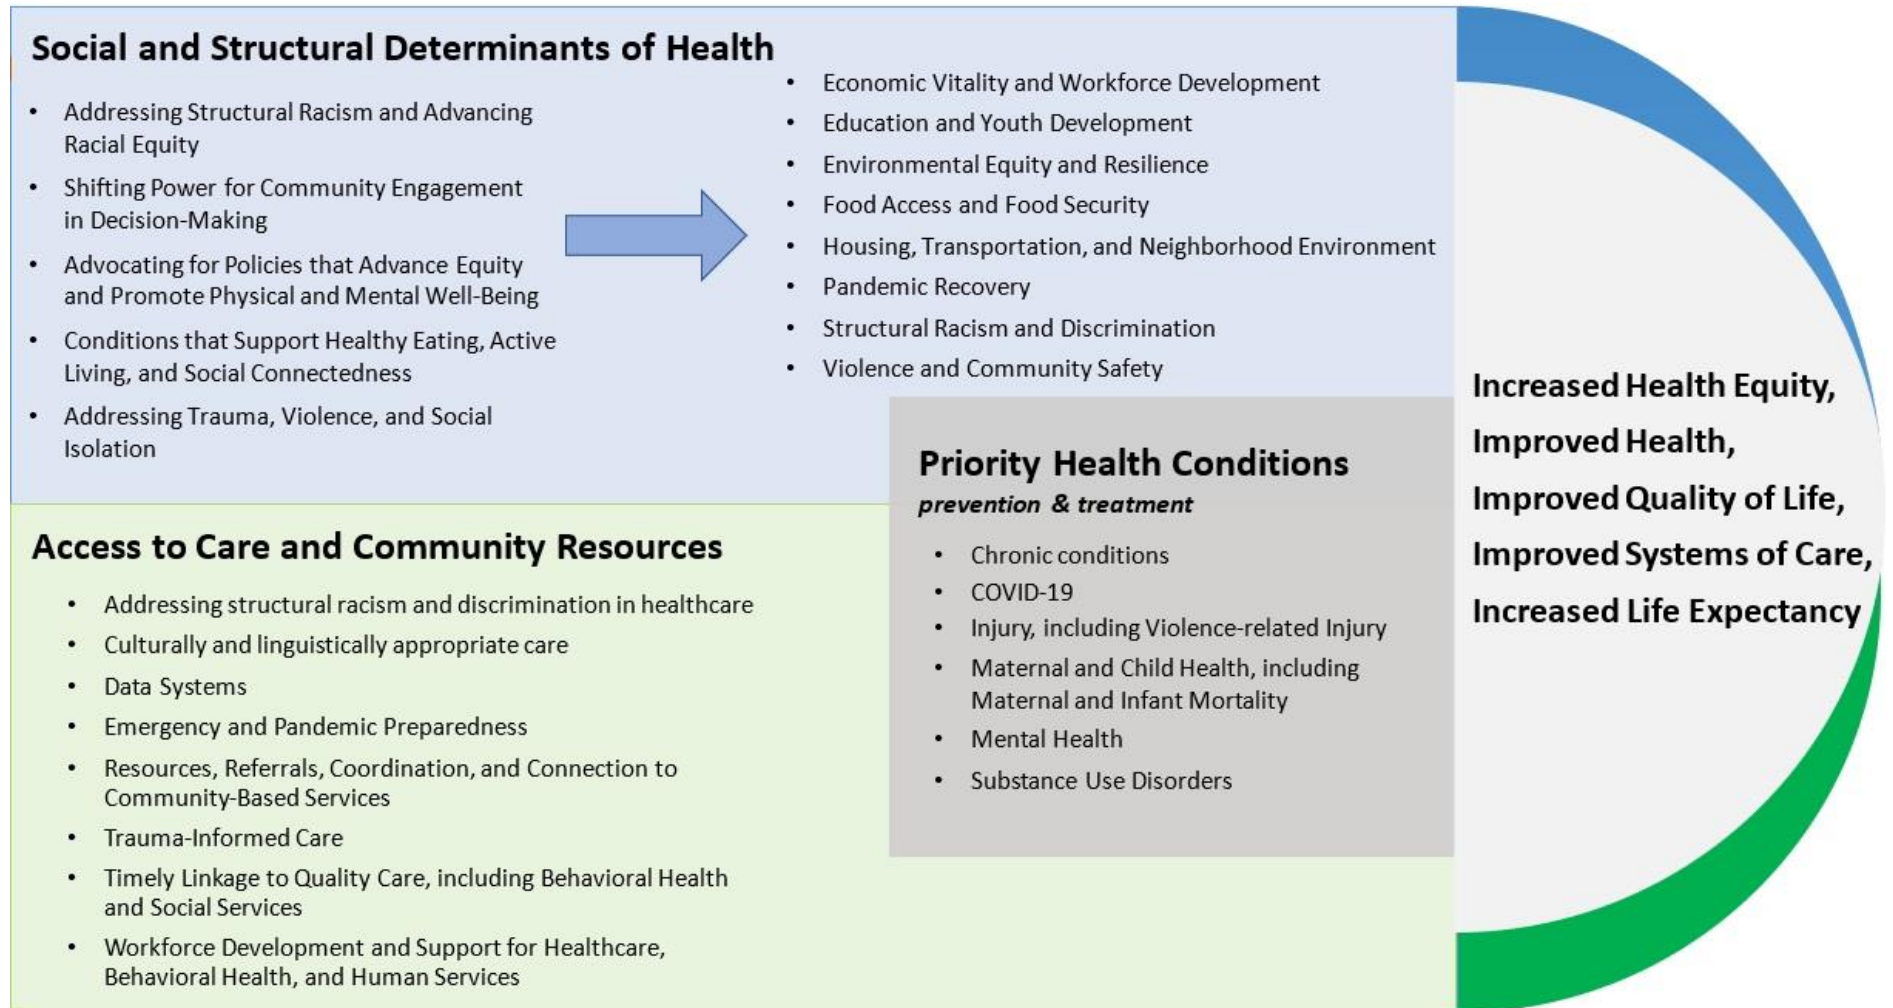 Social and Structural Determinants of Health
• Addressing Structural Racism and Advancing
Racial Equity
• Shifting Power for Community Engagement
in Decision-Making
• Advocating for Policies that Advance Equity
and Promote Physical and Mental Well-Being
• Conditions that Support Healthy Eating, Active
Living, and Social Connectedness
• Addressing Trauma, Violence, and Social
Isolation
• Economic Vitality and Workforce Development
• Education and Youth Development
• Environmental Equity and Resilience
• Food Access and Food Security
• Housing, Transportation, and Neighborhood Environment
• Pandemic Recovery
• Structural Racism and Discrimination
• Violence and Community Safety
Access to Care and Community Resources
• Addressing structural racism and discrimination in healthcare
• Culturally and linguistically appropriate care
• Data Systems
• Emergency and Pandemic Preparedness
• Resources, Referrals, Coordination, and Connection to
Community-Based Services
• Trauma-Informed Care
• Timely Linkage to Quality Care, including Behavioral Health
and Social Services
• Workforce Development and Support for Healthcare,
Behavioral Health, and Human Services
Priority Health Conditions
prevention & treatment
• Chronic conditions
• COVID-19
• Injury, including Violence-related Injury
• Maternal and Child Health, including
Maternal and Infant Mortality
• Mental Health
• Substance Use Disorders
Increased Health Equity,
Improved Health,
Improved Quality of Life,
Improved Systems of Care,
Increased Life Expectancy